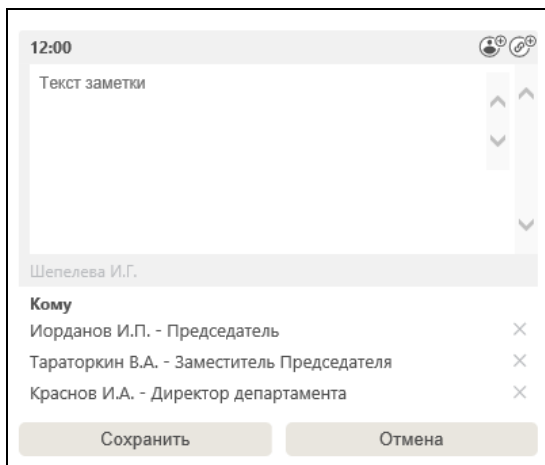 12:00
Текст заметки
Шепелева И.Г.
Кому
Иорданов И.П. - Председатель
Тараторкин В.А. - Заместитель Председателя
Краснов И.А. - Директор департамента
Сохранить Отмена